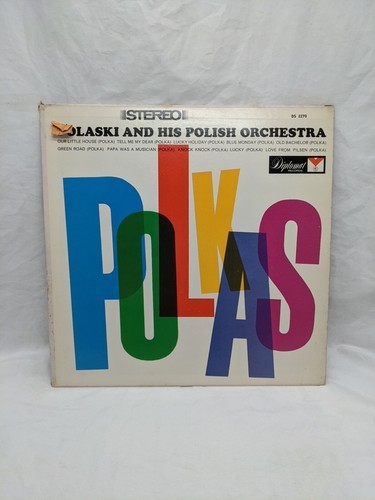 STEREO
DS 2275
OLASKI AND HIS POLISH ORCHESTRA
OUR LITTLE HOUSE (POLKA) TELL ME MY DEAR (POLKA) LUCKY HOLIDAY (POLKA) BLUE MONDAY (POLKA) OLD BACHELOR (POLKA)
GREEN ROAD (POLKA) PAPA WAS A MUSICIAN (POLKA) KNOCK KNOCK (POLKA) LUCKY (POLKA) LOVE FROM PILSEN (POLKA)
Diplomat
RECORDS
POLKAS